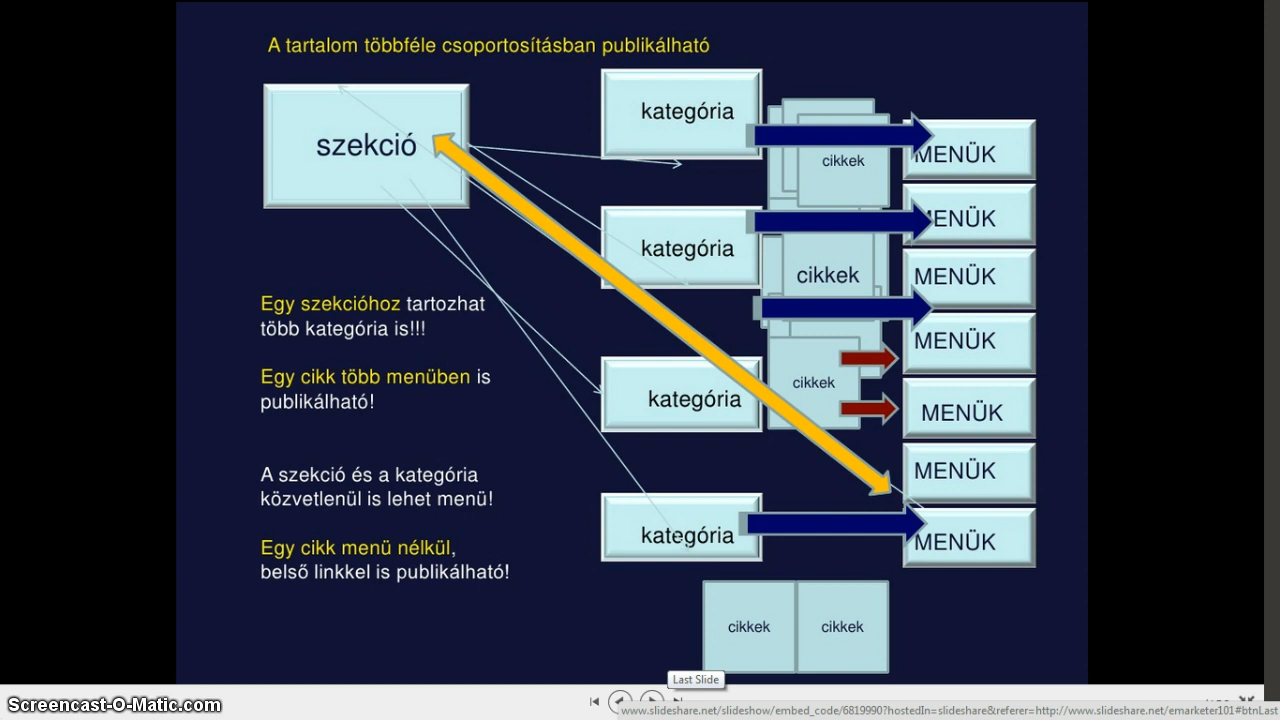 A tartalom többféle csoportosításban publikálható
szekció
kategória
cikkek
MENÜK
kategória
MENÜK
cikkek
MENÜK
Egy szekcióhoz tartozhat
több kategória is!!!
MENÜK
Egy cikk több menüben is
publikálható!
kategória
cikkek
MENÜK
A szekció és a kategória
közvetlenül is lehet menü!
MENÜK
kategória
MENÜK
Egy cikk menü nélkül,
belső linkkel is publikálható!
cikkek
cikkek
Last Slide
Screencast-O-Matic.com
www.slideshare.net/slideshow/embed_code/6819990?hostedIn=slideshare&referer=http://www.slideshare.net/emarketer101#btnLast